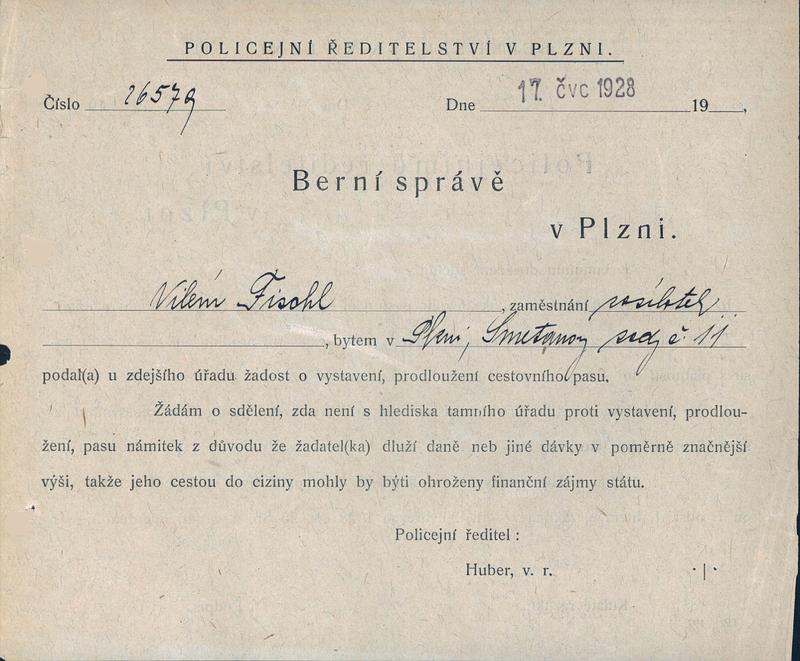 POLICEJNÍ ŘEDITELSTVÍ V PLZNI.
Číslo 26579 Dne 17. čvc 1928 19
Berní správě
v Plzni.
Vilém Fischl, zaměstnání zasílatel
, bytem v Plzni, Smetanovy sady č 11
podal(a) u zdejšího úřadu žadost o vystavení, prodloužení cestovního pasu.
Žádám o sdělení, zda není s hlediska tamního úřadu proti vystavení, prodlou-
žení, pasu námitek z důvodu že žadatel(ka) dluží daně neb jiné dávky v poměrně značnější
výši, takže jeho cestou do ciziny mohly by býti ohroženy finanční zájmy státu.
Policejní ředitel :
Huber, v. r.